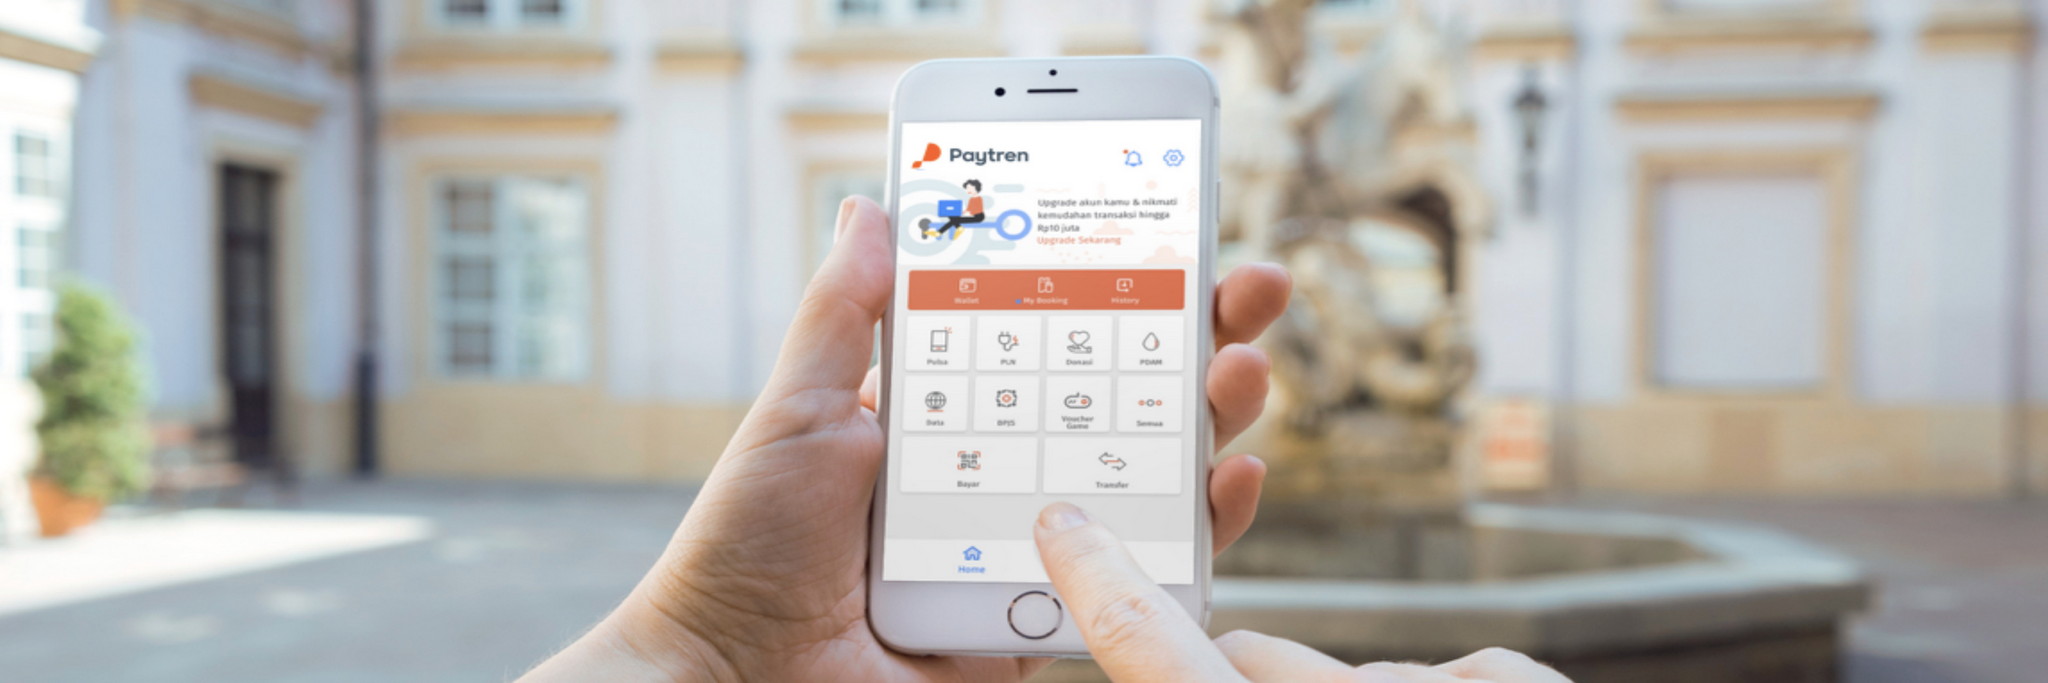 Paytren
Upgrade akun kamu & nikmati
kemudahan transaksi hingga
Rp10 juta
Upgrade Sekarang
Wallet My Booking History
Pulsa PLN Donasi PDAM
Data BPJS Voucher Game Semua
Bayar Transfer
Home